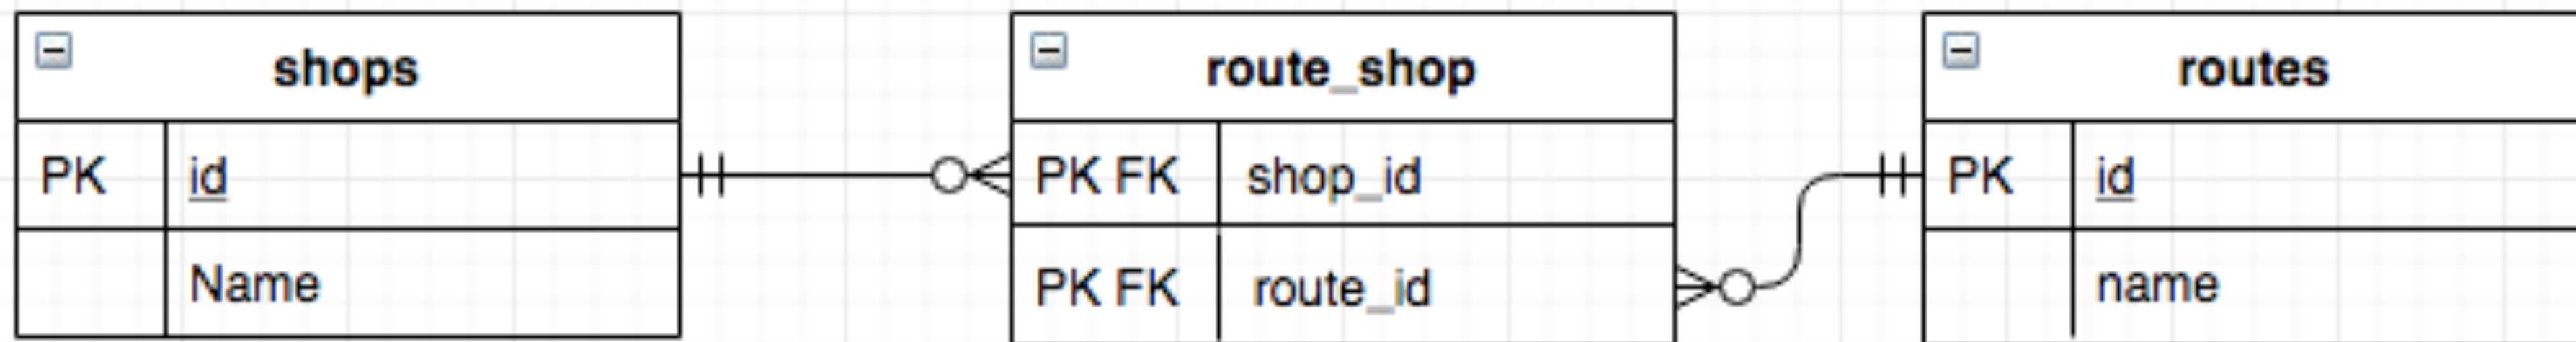 shops
PK id
Name
route_shop
PK FK shop_id
PK FK route_id
routes
PK id
name